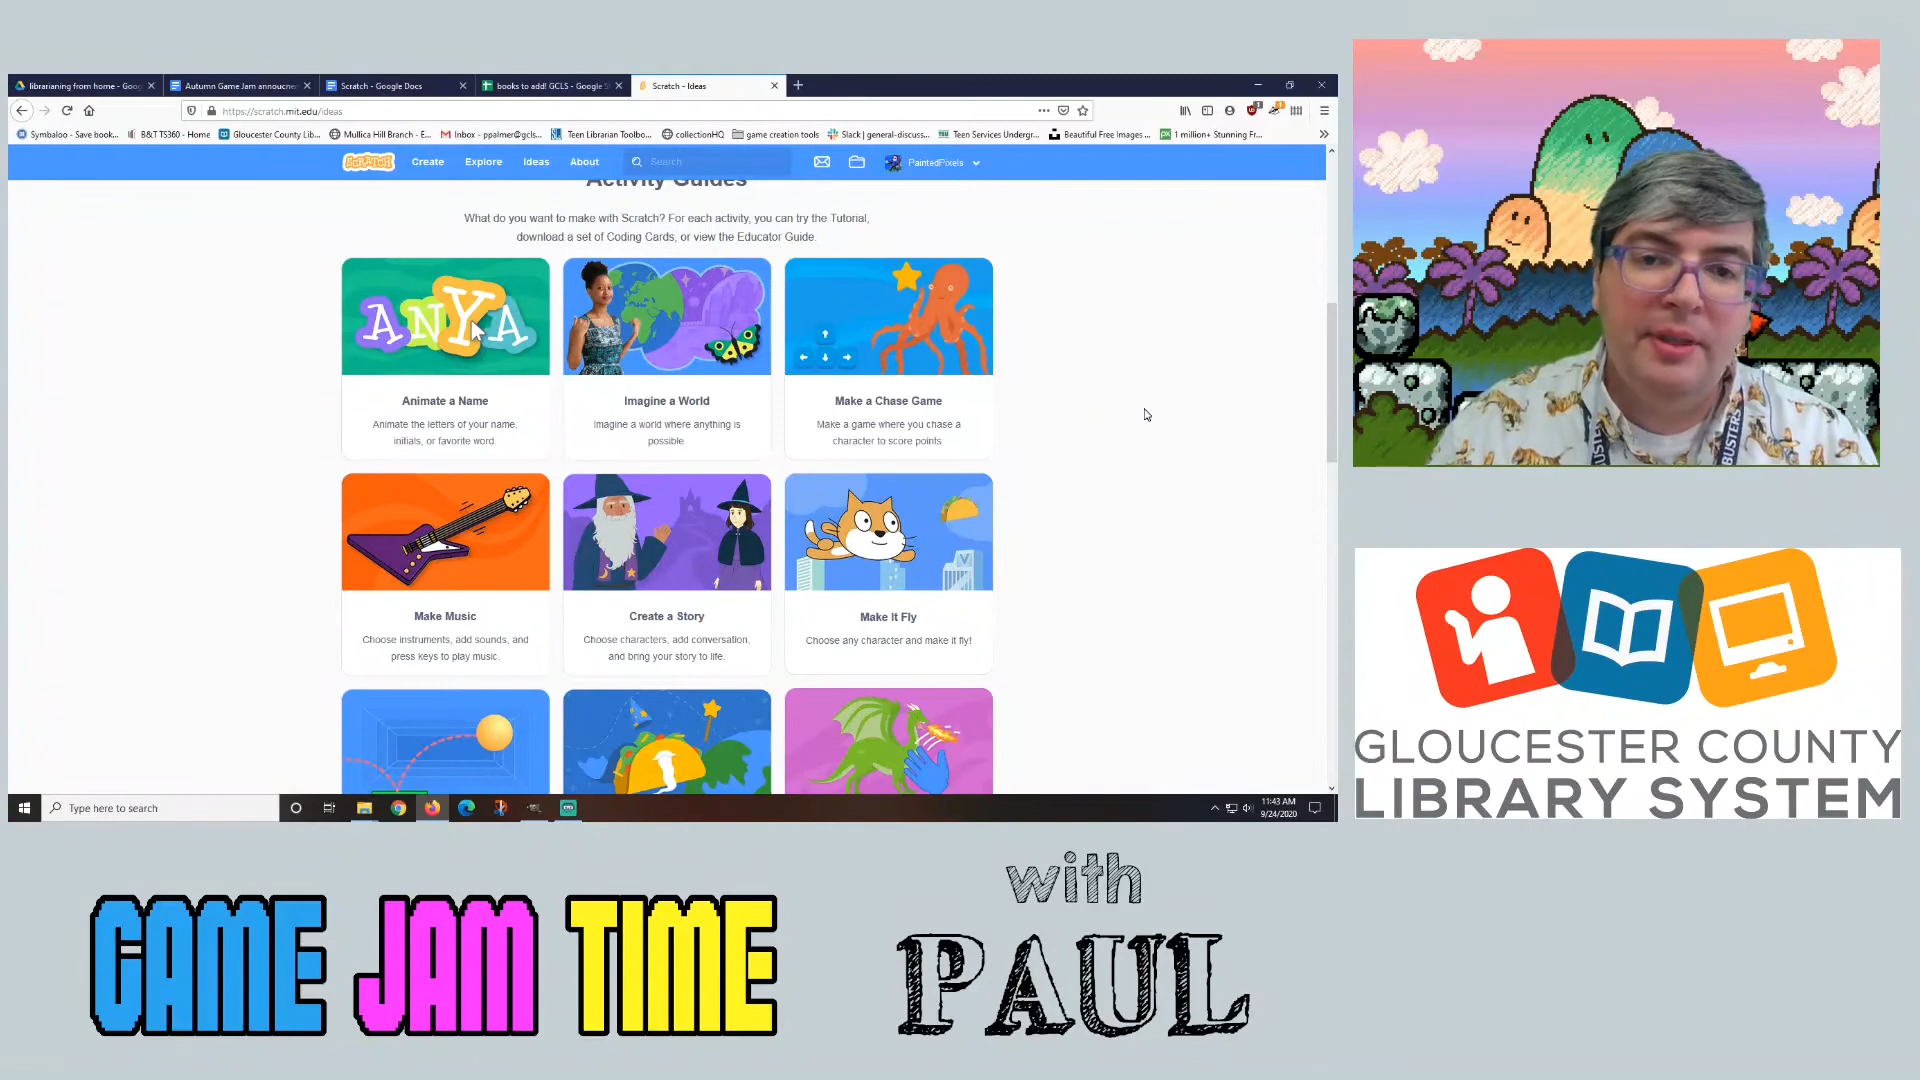 librarianing from home - Goog
Autumn Game Jam announcne
Scratch - Google Docs
books to add! GCLS - Google S
Scratch - Ideas
https://scratch.mit.edu/ideas
Symbaloo - Save book...
B&T TS360 - Home
Gloucester County Lib...
Mullica Hill Branch - E...
Inbox - ppalmer@gcls...
Teen Librarian Toolbo...
collectionHQ
game creation tools
Slack | general-discuss...
Teen Services Undergr...
Beautiful Free Images ...
1 million+ Stunning Fr...
SCRATCH
Create
Explore
Ideas
About
Search
PaintedPixels
Activity Guides
What do you want to make with Scratch? For each activity, you can try the Tutorial,
download a set of Coding Cards, or view the Educator Guide.
ANYA
Animate a Name
Animate the letters of your name,
initials, or favorite word.
Imagine a World
Imagine a world where anything is
possible.
Make a Chase Game
Make a game where you chase a
character to score points
Make Music
Choose instruments, add sounds, and
press keys to play music.
Create a Story
Choose characters, add conversation,
and bring your story to life.
Make It Fly
Choose any character and make it fly!
Type here to search
11:43 AM
9/24/2020
BUSTERS
BUSTERS
GLOUCESTER COUNTY
LIBRARY SYSTEM
GAME JAM TIME
with
PAUL